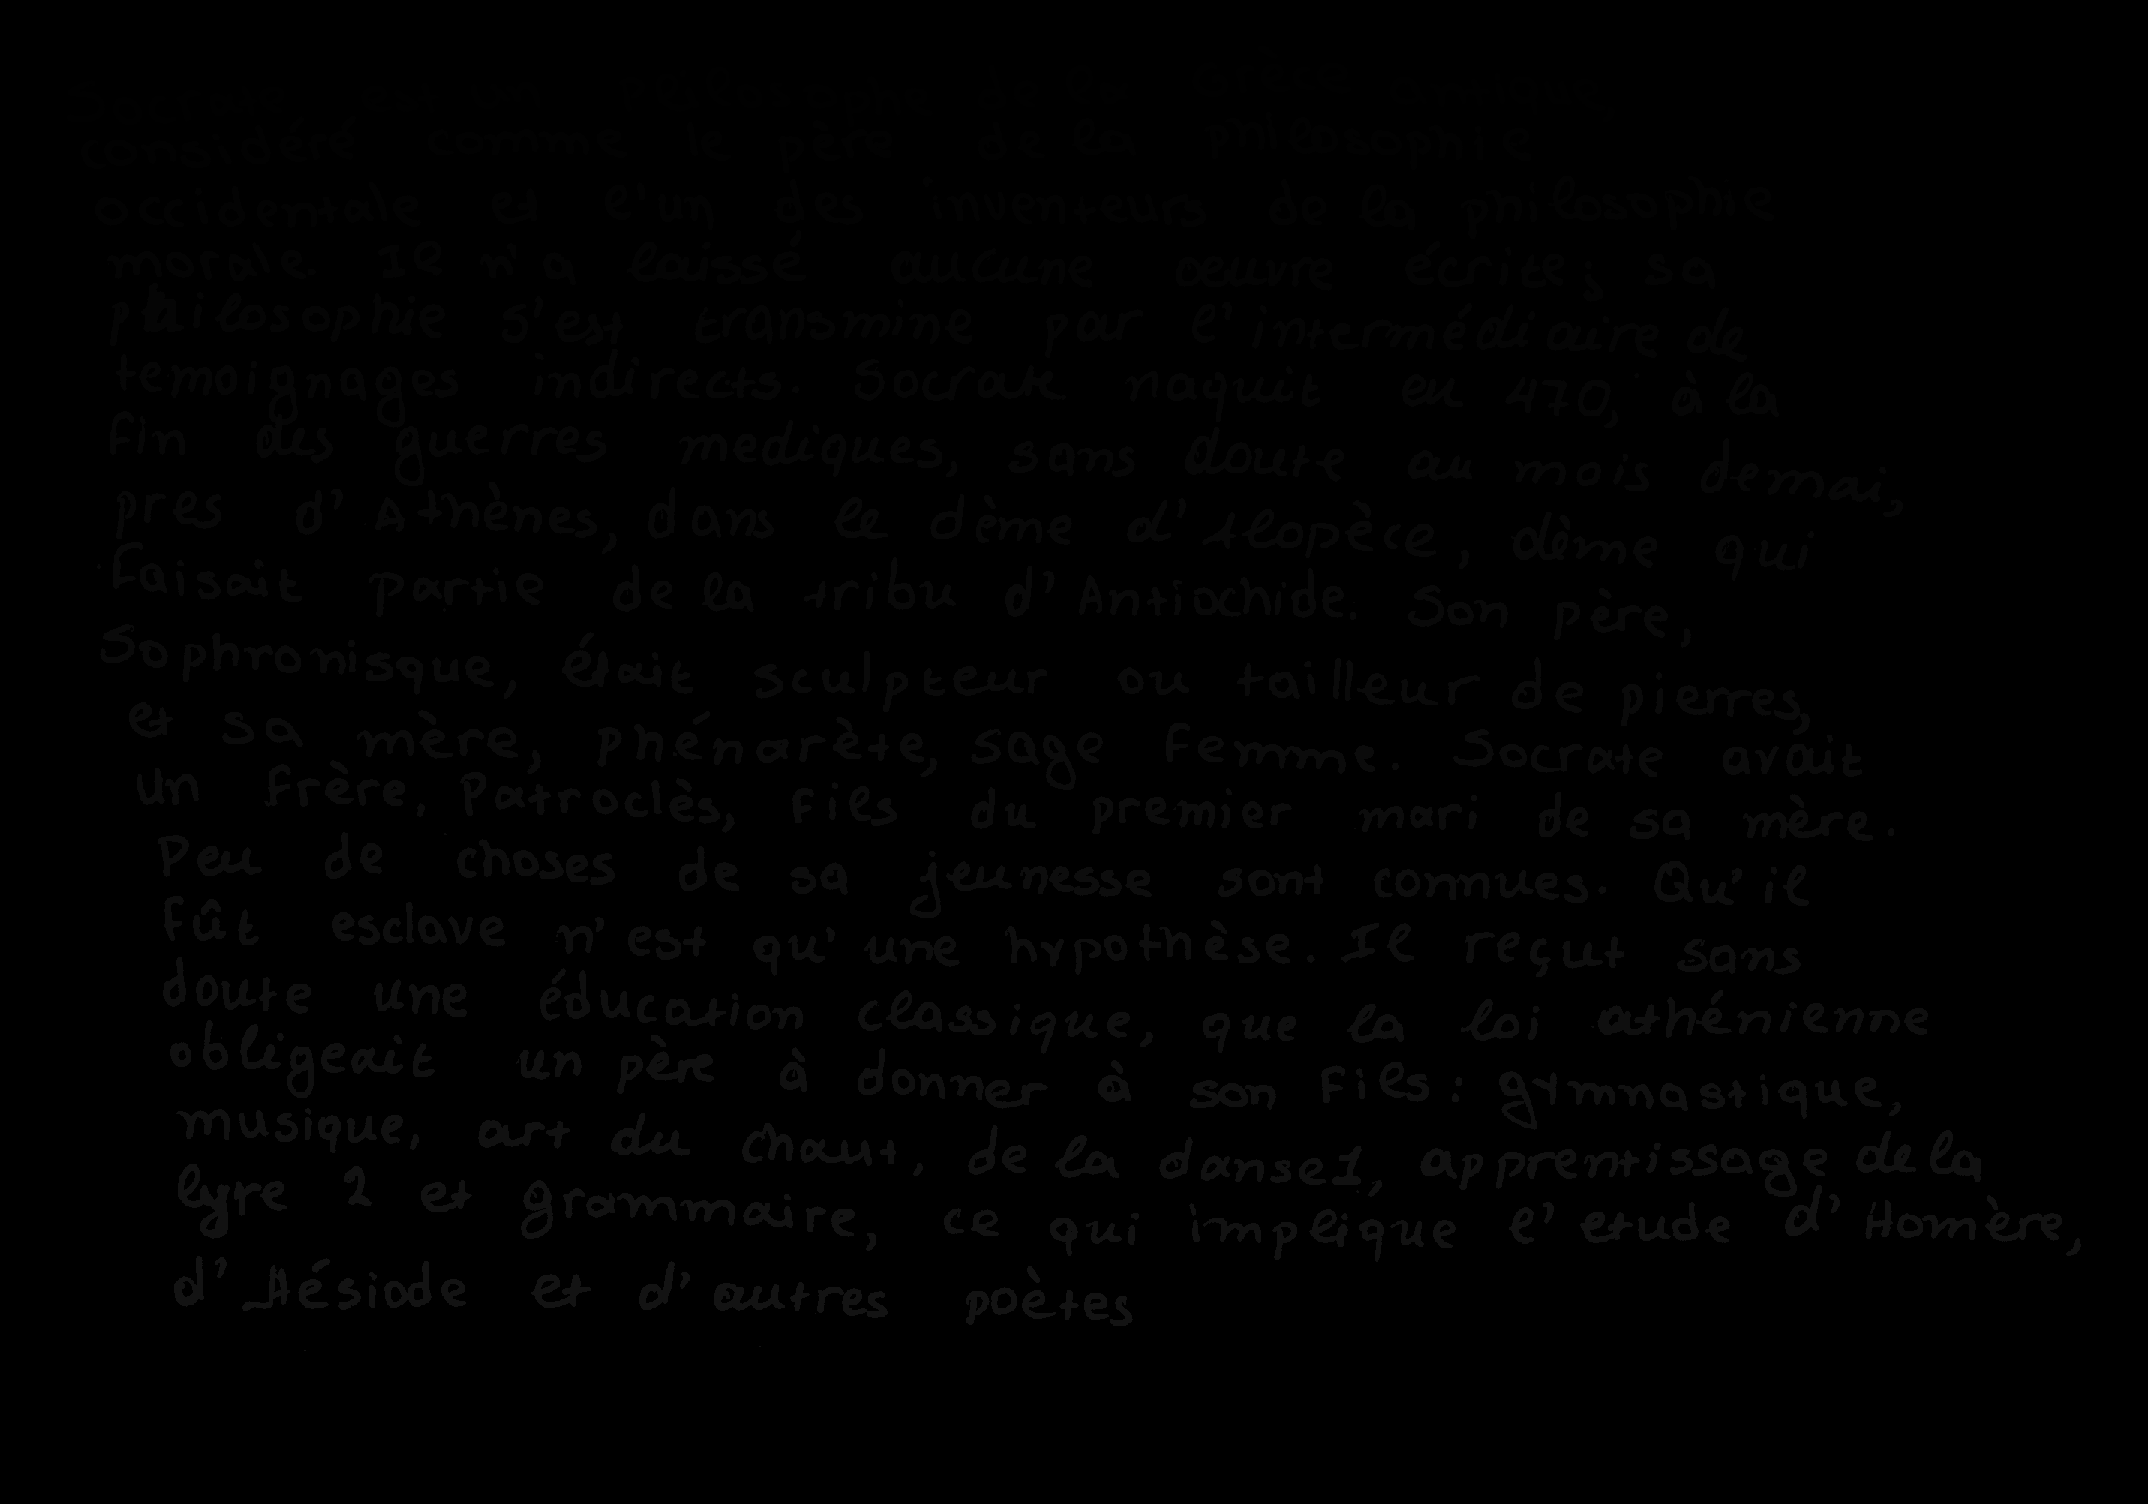 considéré comme le père de la philosophie
occidentale et l'un des inventeurs de la philosophie
morale. Il n'a laissé aucune œuvre écrite; sa
philosophie s'est transmine par l'intermédiaire de
temoignages indirects. Socrate naquit eu 470, à la
fin des guerres mediques, sans doute au mois demai,
pres d'Athènes, dans le dème d'Alopèce, dème qui
faisait partie de la tribu d'Antiochide. Son père,
Sophronisque, était sculpteur ou tailleur de pierres,
et sa mère, phénarète, sage femme. Socrate avait
un frère, Patroclès, fils du premier mari de sa mère.
Peu de choses de sa jeunesse sont connues. Qu'il
fût esclave n'est qu'une hypothèse. Il reçut sans
doute une éducation classique, que la loi athénienne
obligeait un père à donner à son fils : gymnastique,
musique, art du chaut, de la danse1, apprentissage de la
lyre 2 et grammaire, ce qui implique l'etude d'Homère,
d'Hésiode et d'autres poètes